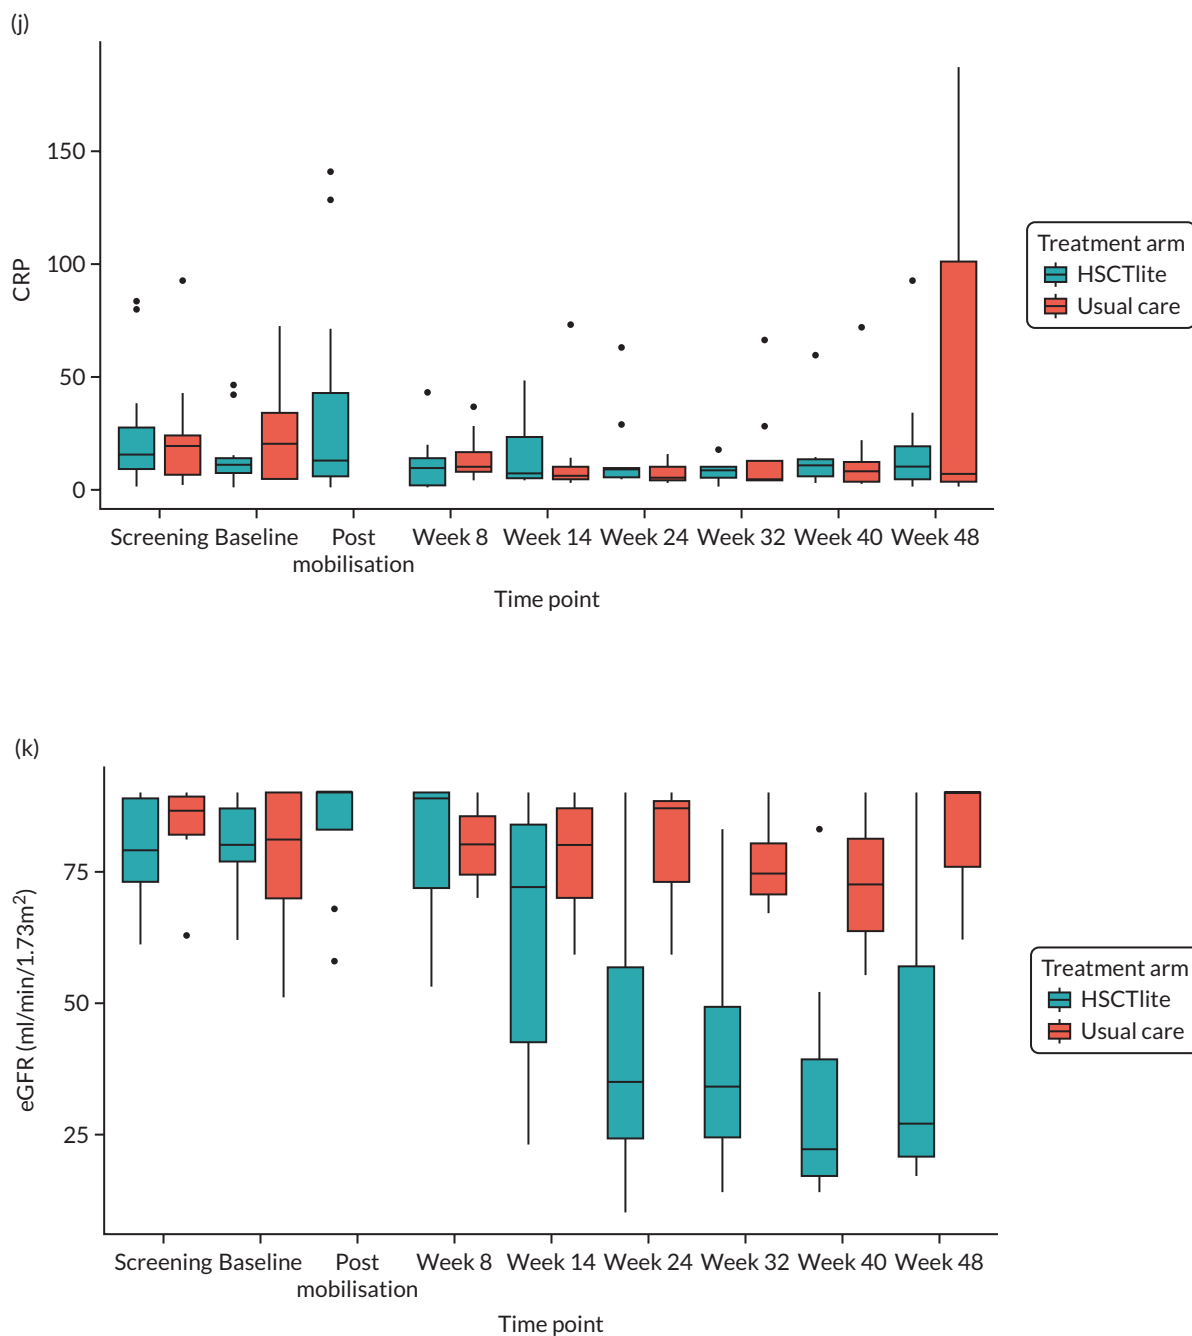 (j)
150
100
50
0
CRP
Screening Baseline Post Week 8 Week 14 Week 24 Week 32 Week 40 Week 48
mobilisation
Time point
Treatment arm
HSCTlite
Usual care
(k)
75
50
25
eGFR (ml/min/1.73m²)
Screening Baseline Post Week 8 Week 14 Week 24 Week 32 Week 40 Week 48
mobilisation
Time point
Treatment arm
HSCTlite
Usual care